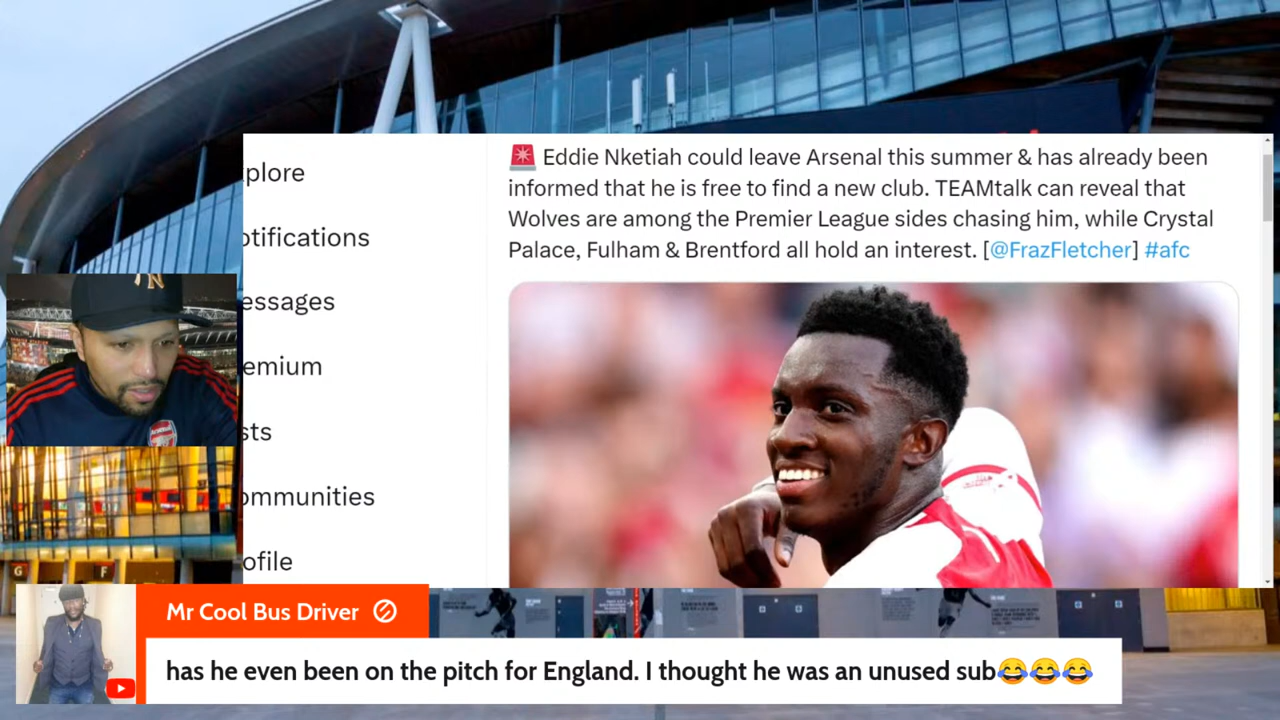 🚨 Eddie Nketiah could leave Arsenal this summer & has already been
informed that he is free to find a new club. TEAMtalk can reveal that
Wolves are among the Premier League sides chasing him, while Crystal
Palace, Fulham & Brentford all hold an interest. [@FrazFletcher] #afc
plore
otifications
essages
emium
sts
ommunities
ofile
G F
Mr Cool Bus Driver
has he even been on the pitch for England. I thought he was an unused sub😂😂😂